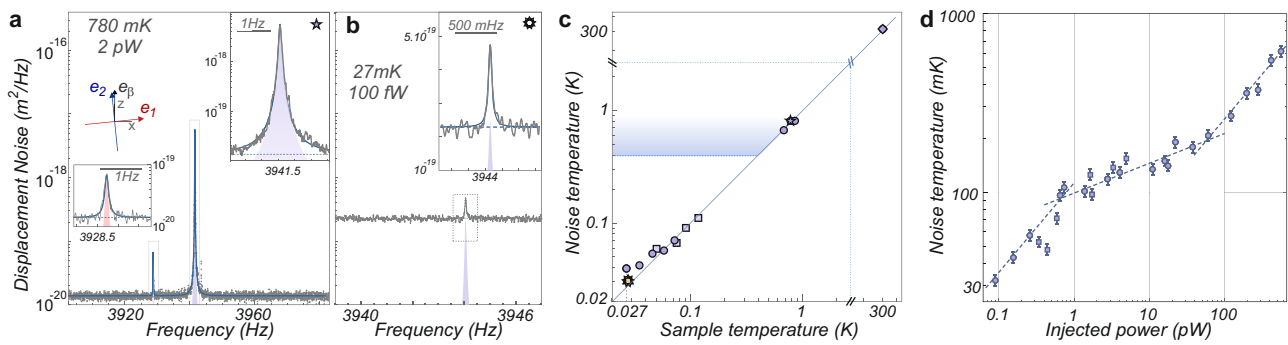 a
780 mK
2 pW
1Hz
10-18
10-19
3941.5
e2
eβ
z
e1
x
1Hz
10-19
10-20
3928.5
Displacement Noise (m2/Hz)
10-16
10-18
10-20
3920
3960
Frequency (Hz)
b
27mK
100 fW
5.10-19
500 mHz
10-19
3944
3940
3946
Frequency (Hz)
c
Noise temperature (K)
300
1
0.1
0.02
0.027
0.1
1
300
Sample temperature (K)
d
Noise temperature (mK)
1000
100
30
0.1
1
10
100
Injected power (pW)